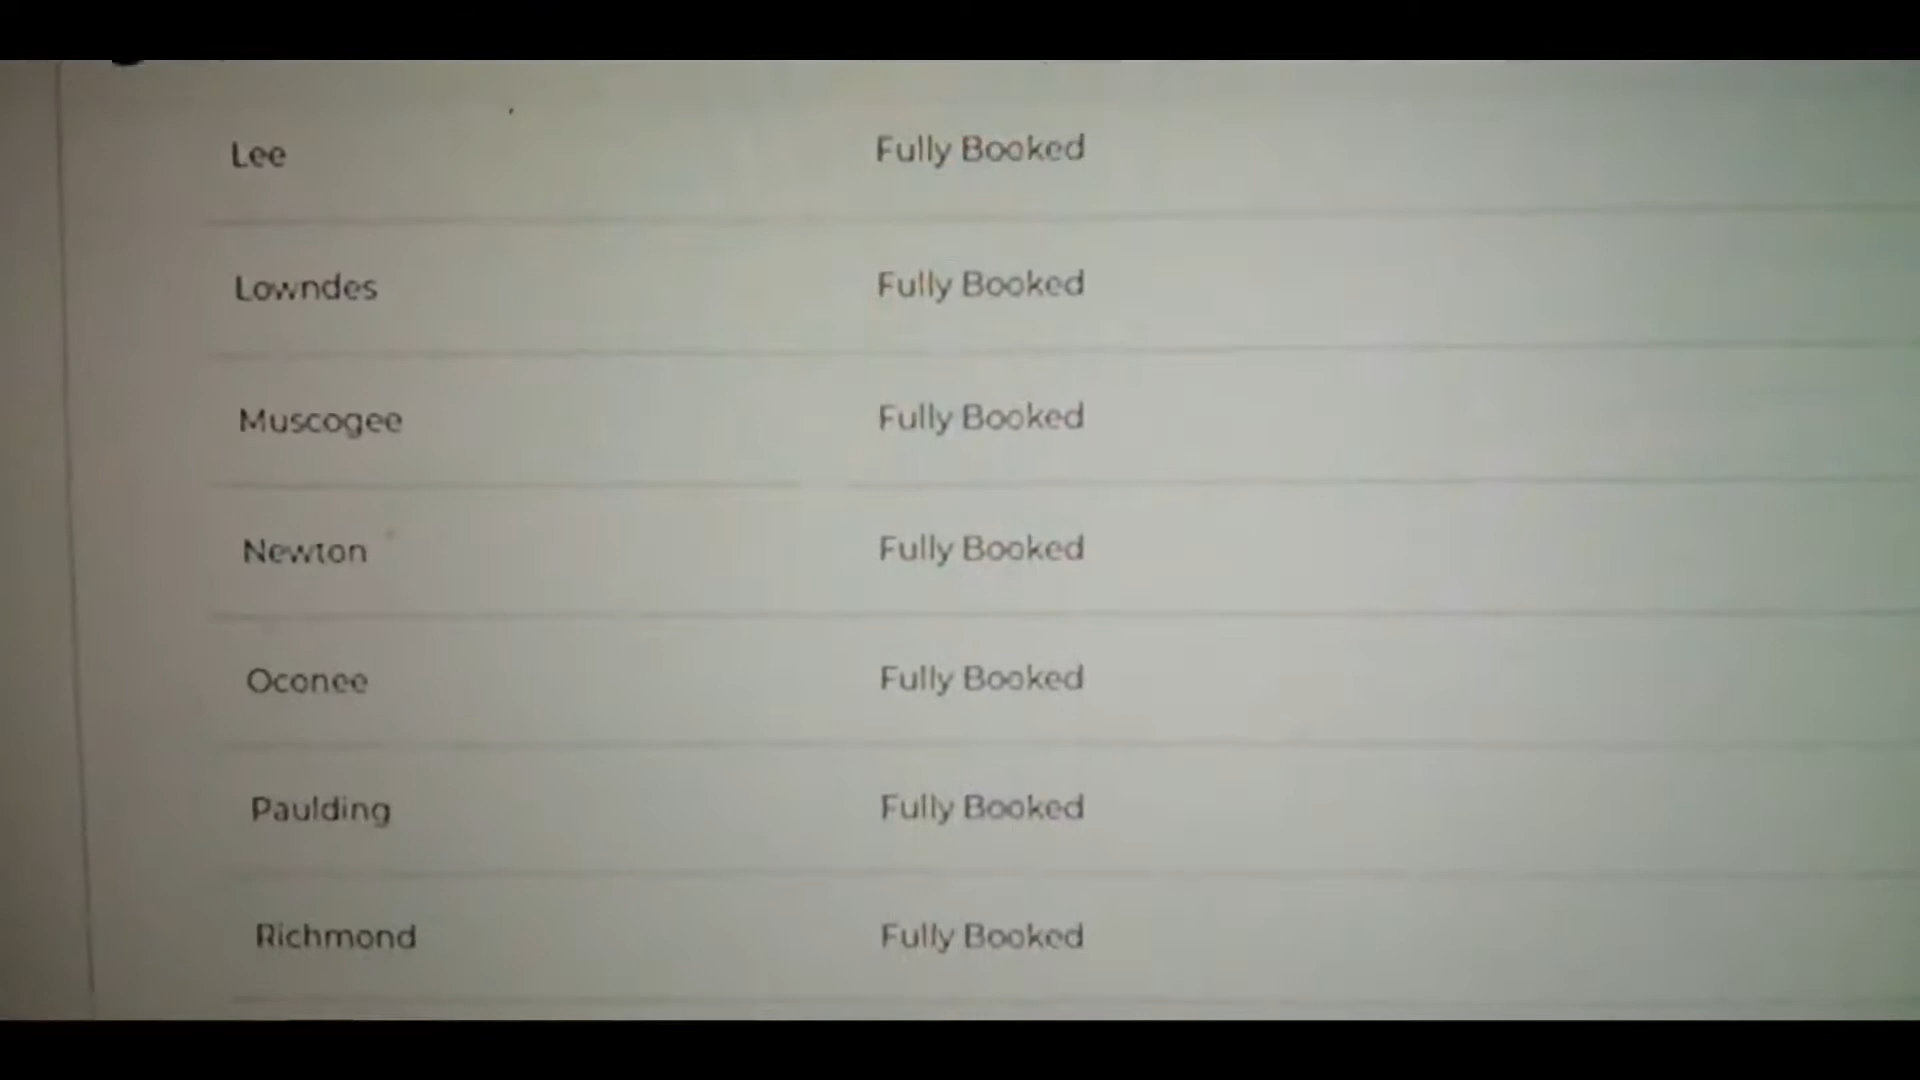 Lee Fully Booked
Lowndes Fully Booked
Muscogee Fully Booked
Newton Fully Booked
Oconee Fully Booked
Paulding Fully Booked
Richmond Fully Booked